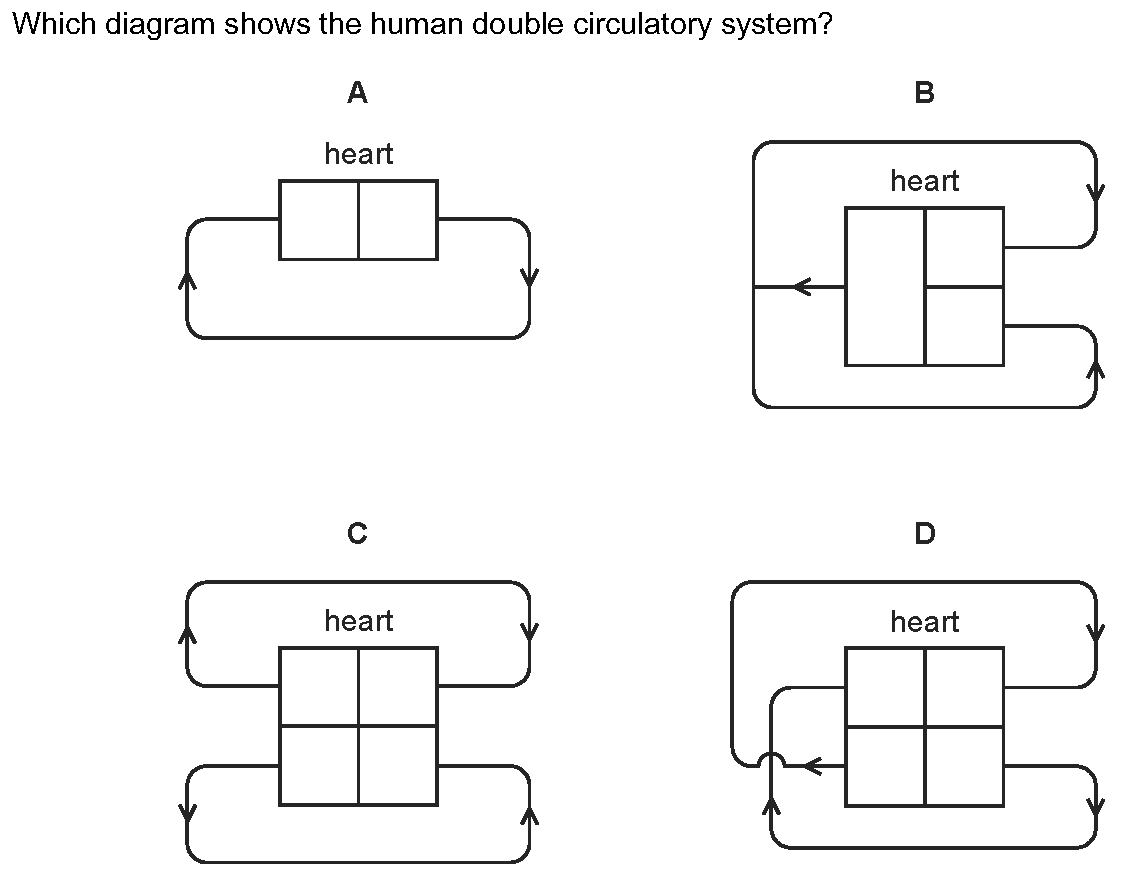 Which diagram shows the human double circulatory system?
A
B
heart
heart
C
D
heart
heart